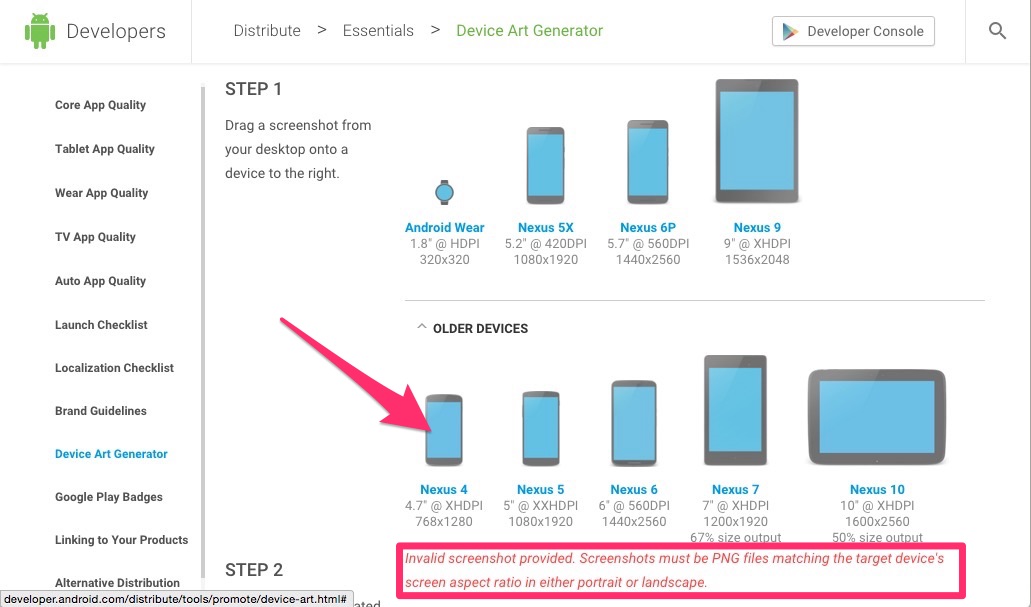 Developers
Distribute > Essentials > Device Art Generator
Developer Console
Core App Quality
Tablet App Quality
Wear App Quality
TV App Quality
Auto App Quality
Launch Checklist
Localization Checklist
Brand Guidelines
Device Art Generator
Google Play Badges
Linking to Your Products
Alternative Distribution
STEP 1
Drag a screenshot from
your desktop onto a
device to the right.
Android Wear
1.8" @ HDPI
320x320
Nexus 5X
5.2" @ 420DPI
1080x1920
Nexus 6P
5.7" @ 560DPI
1440x2560
Nexus 9
9" @ XHDPI
1536x2048
OLDER DEVICES
Nexus 4
4.7" @ XHDPI
768x1280
Nexus 5
5" @ XXHDPI
1080x1920
Nexus 6
6" @ 560DPI
1440x2560
Nexus 7
7" @ XHDPI
1200x1920
67% size output
Nexus 10
10" @ XHDPI
1600x2560
50% size output
Invalid screenshot provided. Screenshots must be PNG files matching the target device's
screen aspect ratio in either portrait or landscape.
STEP 2
developer.android.com/distribute/tools/promote/device-art.html#